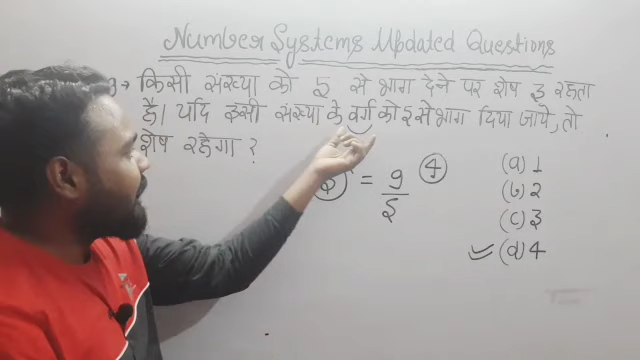 Number Systems Updated Questions
→ किसी संख्या को 5 से भाग देने पर शेष 3 रहता
है। यदि इसी संख्या के वर्ग को 5 से भाग दिया जाये, तो
शेष रहेगा ?
= 9/5 ④
(a) 1
(b) 2
(c) 3
(d) 4